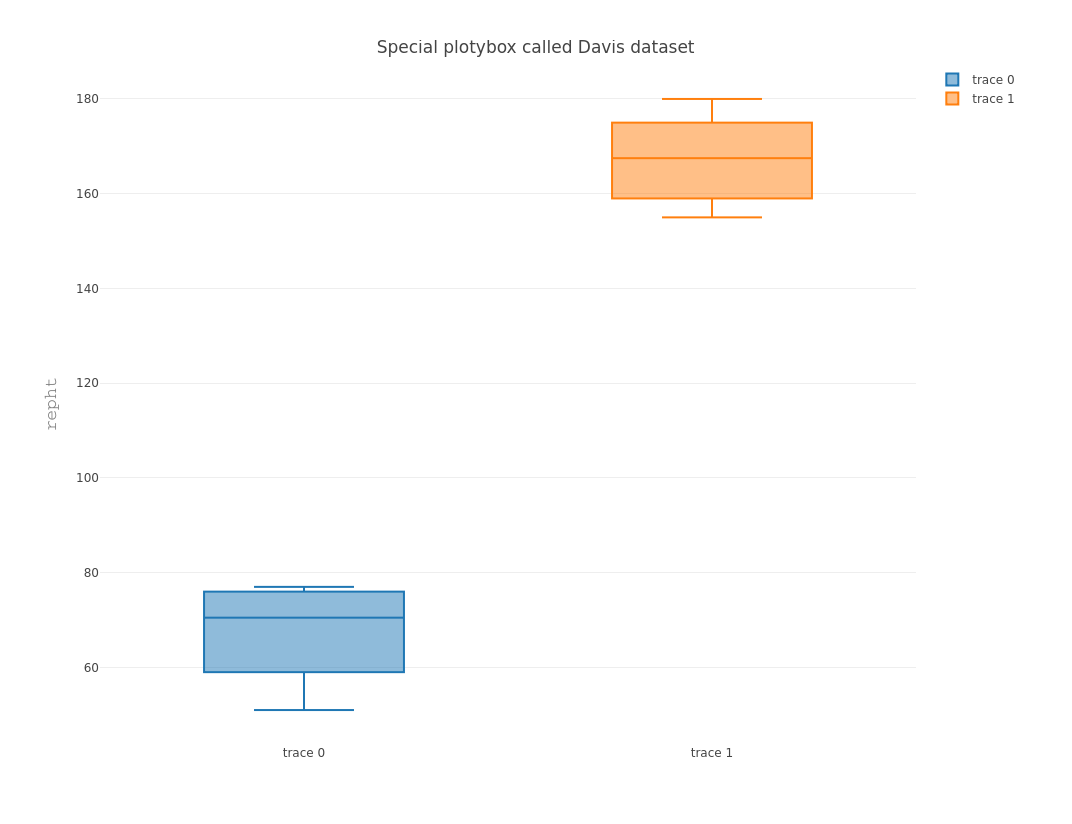 Special plotybox called Davis dataset
trace 0
trace 1
180
160
140
120
100
80
60
repht
trace 0
trace 1